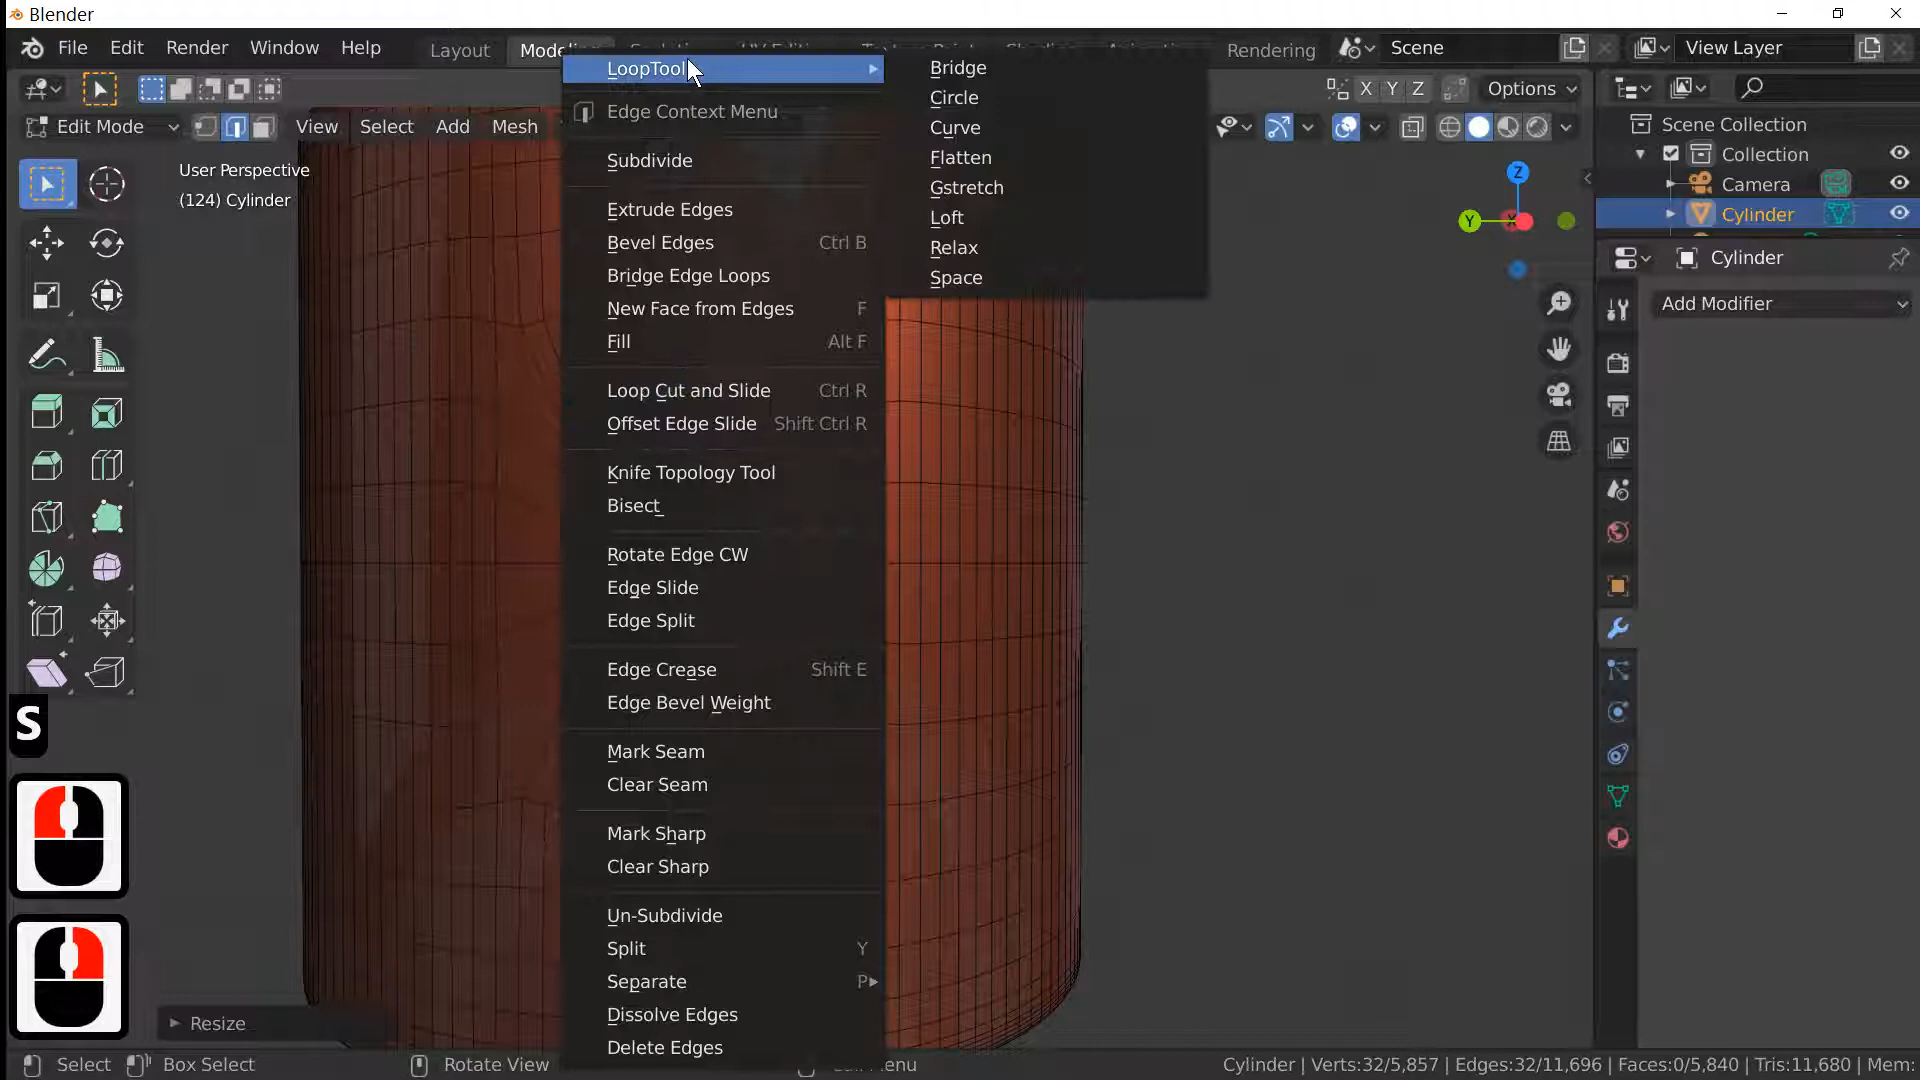 Blender
File Edit Render Window Help Layout Rendering Scene View Layer
X Y Z Options
Edit Mode View Select Add Mesh
User Perspective
(124) Cylinder
LoopTool
Edge Context Menu
Subdivide
Extrude Edges
Bevel Edges Ctrl B
Bridge Edge Loops
New Face from Edges F
Fill Alt F
Loop Cut and Slide Ctrl R
Offset Edge Slide Shift Ctrl R
Knife Topology Tool
Bisect
Rotate Edge CW
Edge Slide
Edge Split
Edge Crease Shift E
Edge Bevel Weight
Mark Seam
Clear Seam
Mark Sharp
Clear Sharp
Un-Subdivide
Split Y
Separate P
Dissolve Edges
Delete Edges
Bridge
Circle
Curve
Flatten
Gstretch
Loft
Relax
Space
Z
Y
X
Scene Collection
Collection
Camera
Cylinder
Cylinder
Add Modifier
S
Resize
Select Box Select Rotate View Menu Cylinder | Verts:32/5,857 | Edges:32/11,696 | Faces:0/5,840 | Tris:11,680 | Mem: